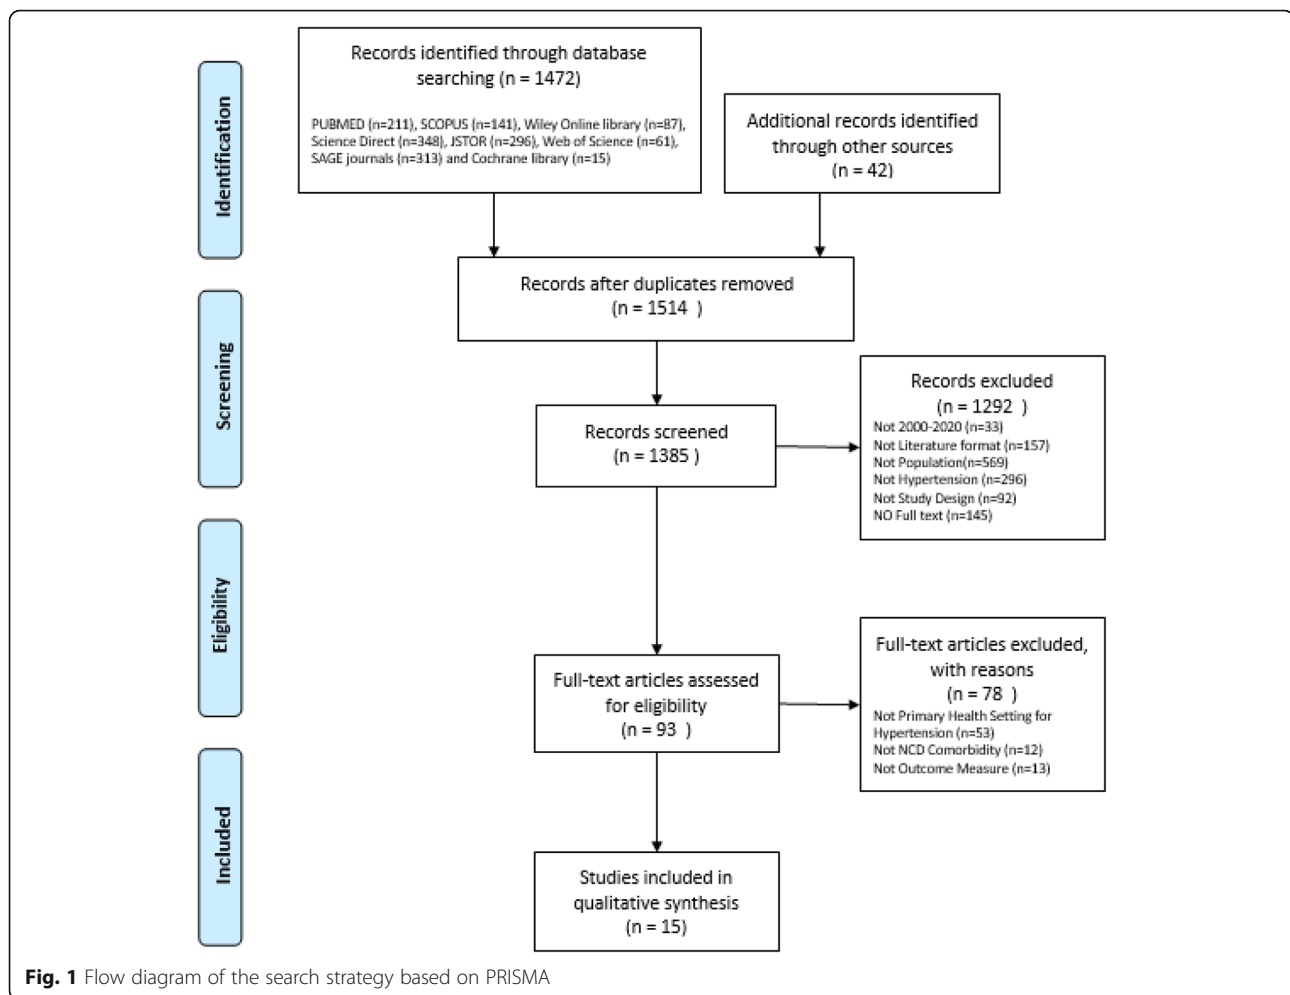 Identification
Records identified through database
searching (n = 1472)
PUBMED (n=211), SCOPUS (n=141), Wiley Online library (n=87),
Science Direct (n=348), JSTOR (n=296), Web of Science (n=61),
SAGE journals (n=313) and Cochrane library (n=15)
Additional records identified
through other sources
(n = 42)
Records after duplicates removed
(n = 1514  )
Screening
Records screened
(n = 1385  )
Records excluded
(n = 1292  )
Not 2000-2020 (n=33)
Not Literature format (n=157)
Not Population(n=569)
Not Hypertension (n=296)
Not Study Design (n=92)
NO Full text (n=145)
Eligibility
Full-text articles assessed
for eligibility
(n = 93  )
Full-text articles excluded,
with reasons
(n = 78  )
Not Primary Health Setting for
Hypertension (n=53)
Not NCD Comorbidity (n=12)
Not Outcome Measure (n=13)
Included
Studies included in
qualitative synthesis
(n = 15)
Fig. 1 Flow diagram of the search strategy based on PRISMA